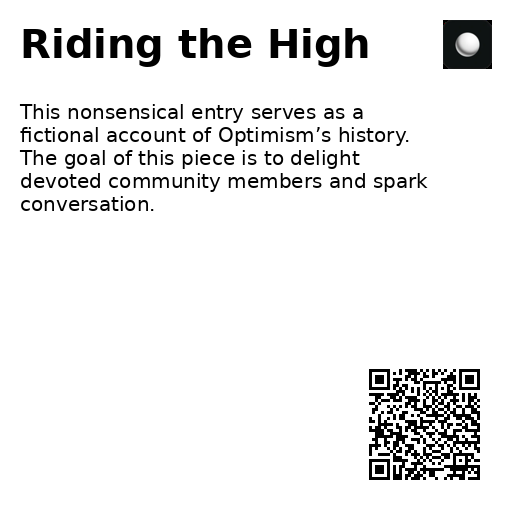 Riding the High
This nonsensical entry serves as a
fictional account of Optimism’s history.
The goal of this piece is to delight
devoted community members and spark
conversation.